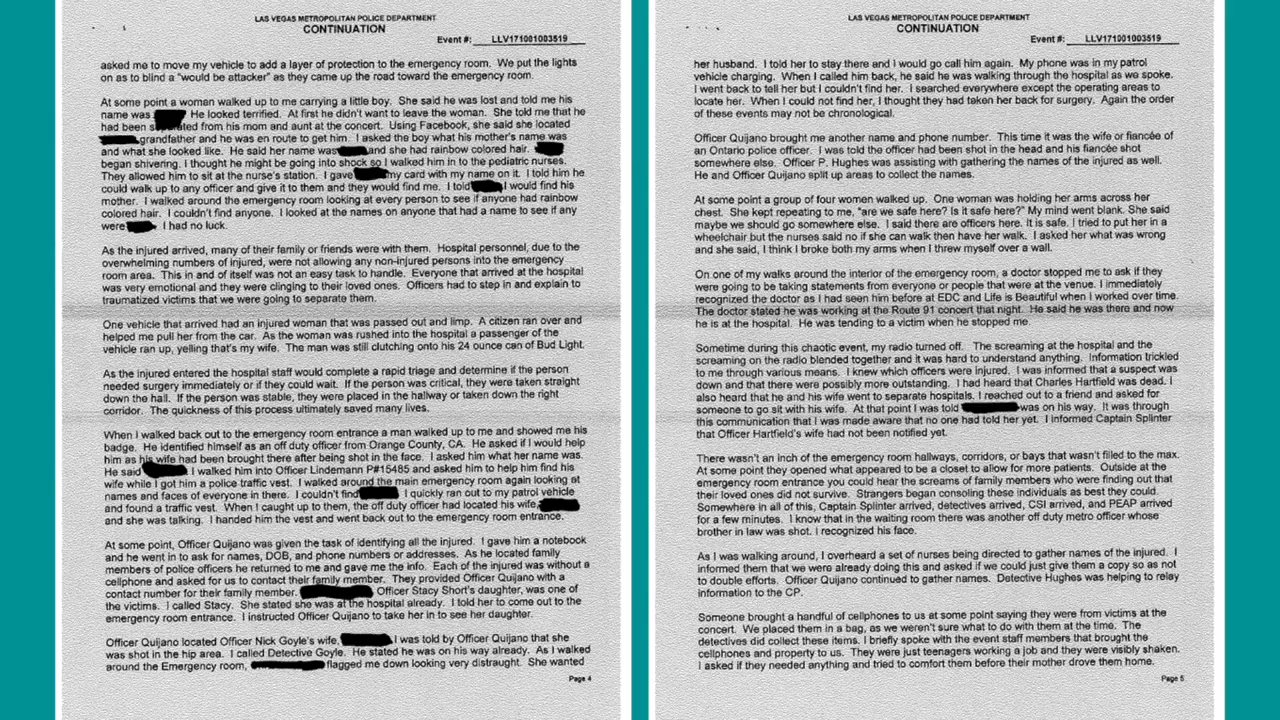 LAS VEGAS METROPOLITAN POLICE DEPARTMENT
CONTINUATION
Event #: LLV171001003519
asked me to move my vehicle to add a layer of protection to the emergency room. We put the lights
on as to blind a "would be attacker" as they came up the road toward the emergency room.
At some point a woman walked up to me carrying a little boy. She said he was lost and told me his
name was He looked terrified. At first he didn't want to leave the woman. She told me that he
had been separated from his mom and aunt at the concert. Using Facebook, she said she located
grandfather and he was en route to get him. I asked the boy what his mother's name was
and what she looked like. He said her name was and she had rainbow colored hair.
began shivering. I thought he might be going into shock so I walked him in to the pediatric nurses.
They allowed him to sit at the nurse's station. I gave my card with my name on it. I told him he
could walk up to any officer and give it to them and they would find me. I told I would find his
mother. I walked around the emergency room looking at every person to see if anyone had rainbow
colored hair. I couldn't find anyone. I looked at the names on anyone that had a name to see if any
were I had no luck.
As the injured arrived, many of their family or friends were with them. Hospital personnel, due to the
overwhelming numbers of injured, were not allowing any non-injured persons into the emergency
room area. This in and of itself was not an easy task to handle. Everyone that arrived at the hospital
was very emotional and they were clinging to their loved ones. Officers had to step in and explain to
traumatized victims that we were going to separate them.
One vehicle that arrived had an injured woman that was passed out and limp. A citizen ran over and
helped me pull her from the car. As the woman was rushed into the hospital a passenger of the
vehicle ran up, yelling that's my wife. The man was still clutching onto his 24 ounce can of Bud Light.
As the injured entered the hospital staff would complete a rapid triage and determine if the person
needed surgery immediately or if they could wait. If the person was critical, they were taken straight
down the hall. If the person was stable, they were placed in the hallway or taken down the right
corridor. The quickness of this process ultimately saved many lives.
When I walked back out to the emergency room entrance a man walked up to me and showed me his
badge. He identified himself as an off duty officer from Orange County, CA. He asked if I would help
him as his wife had been brought there after being shot in the face. I asked him what her name was.
He said I walked him into Officer Lindemann P#15485 and asked him to help him find his
wife while I got him a police traffic vest. I walked around the main emergency room again looking at
names and faces of everyone in there. I couldn't find I quickly ran out to my patrol vehicle
and found a traffic vest. When I caught up to them, the off duty officer had located his wife
and she was talking. I handed him the vest and went back out to the emergency room entrance.
At some point, Officer Quijano was given the task of identifying all the injured. I gave him a notebook
and he went in to ask for names, DOB, and phone numbers or addresses. As he located family
members of police officers he returned to me and gave me the info. Each of the injured was without a
cellphone and asked for us to contact their family member. They provided Officer Quijano with a
contact number for their family member. Officer Stacy Short's daughter, was one of
the victims. I called Stacy. She stated she was at the hospital already. I told her to come out to the
emergency room entrance. I instructed Officer Quijano to take her in to see her daughter.
Officer Quijano located Officer Nick Goyle's wife, I was told by Officer Quijano that she
was shot in the hip area. I called Detective Goyle. He stated he was on his way already. As I walked
around the Emergency room, flagged me down looking very distraught. She wanted
Page 4
LAS VEGAS METROPOLITAN POLICE DEPARTMENT
CONTINUATION
Event #: LLV171001003519
her husband. I told her to stay there and I would go call him again. My phone was in my patrol
vehicle charging. When I called him back, he said he was walking through the hospital as we spoke.
I went back to tell her but I couldn't find her. I searched everywhere except the operating areas to
locate her. When I could not find her, I thought they had taken her back for surgery. Again the order
of these events may not be chronological.
Officer Quijano brought me another name and phone number. This time it was the wife or fiancée of
an Ontario police officer. I was told the officer had been shot in the head and his fiancée shot
somewhere else. Officer P. Hughes was assisting with gathering the names of the injured as well.
He and Officer Quijano split up areas to collect the names.
At some point a group of four women walked up. One woman was holding her arms across her
chest. She kept repeating to me, "are we safe here? Is it safe here?" My mind went blank. She said
maybe we should go somewhere else. I said there are officers here. It is safe. I tried to put her in a
wheelchair but the nurses said no if she can walk then have her walk. I asked her what was wrong
and she said, I think I broke both my arms when I threw myself over a wall.
On one of my walks around the interior of the emergency room, a doctor stopped me to ask if they
were going to be taking statements from everyone or people that were at the venue. I immediately
recognized the doctor as I had seen him before at EDC and Life is Beautiful when I worked over time.
The doctor stated he was working at the Route 91 concert that night. He said he was there and now
he is at the hospital. He was tending to a victim when he stopped me.
Sometime during this chaotic event, my radio turned off. The screaming at the hospital and the
screaming on the radio blended together and it was hard to understand anything. Information trickled
to me through various means. I knew which officers were injured. I was informed that a suspect was
down and that there were possibly more outstanding. I had heard that Charles Hartfield was dead. I
also heard that he and his wife went to separate hospitals. I reached out to a friend and asked for
someone to go sit with his wife. At that point I was told was on his way. It was through
this communication that I was made aware that no one had told her yet. I informed Captain Splinter
that Officer Hartfield's wife had not been notified yet.
There wasn't an inch of the emergency room hallways, corridors, or bays that wasn't filled to the max.
At some point they opened what appeared to be a closet to allow for more patients. Outside at the
emergency room entrance you could hear the screams of family members who were finding out that
their loved ones did not survive. Strangers began consoling these individuals as best they could.
Somewhere in all of this, Captain Splinter arrived, detectives arrived, CSI arrived, and PEAP arrived
for a few minutes. I know that in the waiting room there was another off duty metro officer whose
brother in law was shot. I recognized his face.
As I was walking around, I overheard a set of nurses being directed to gather names of the injured. I
informed them that we were already doing this and asked if we could just give them a copy so as not
to double efforts. Officer Quijano continued to gather names. Detective Hughes was helping to relay
information to the CP.
Someone brought a handful of cellphones to us at some point saying they were from victims at the
concert. We placed them in a bag, as we weren't sure what to do with them at the time. The
detectives did collect these items. I briefly spoke with the event staff members that brought the
cellphones and property to us. They were just teenagers working a job and they were visibly shaken.
I asked if they needed anything and tried to comfort them before their mother drove them home.
Page 5